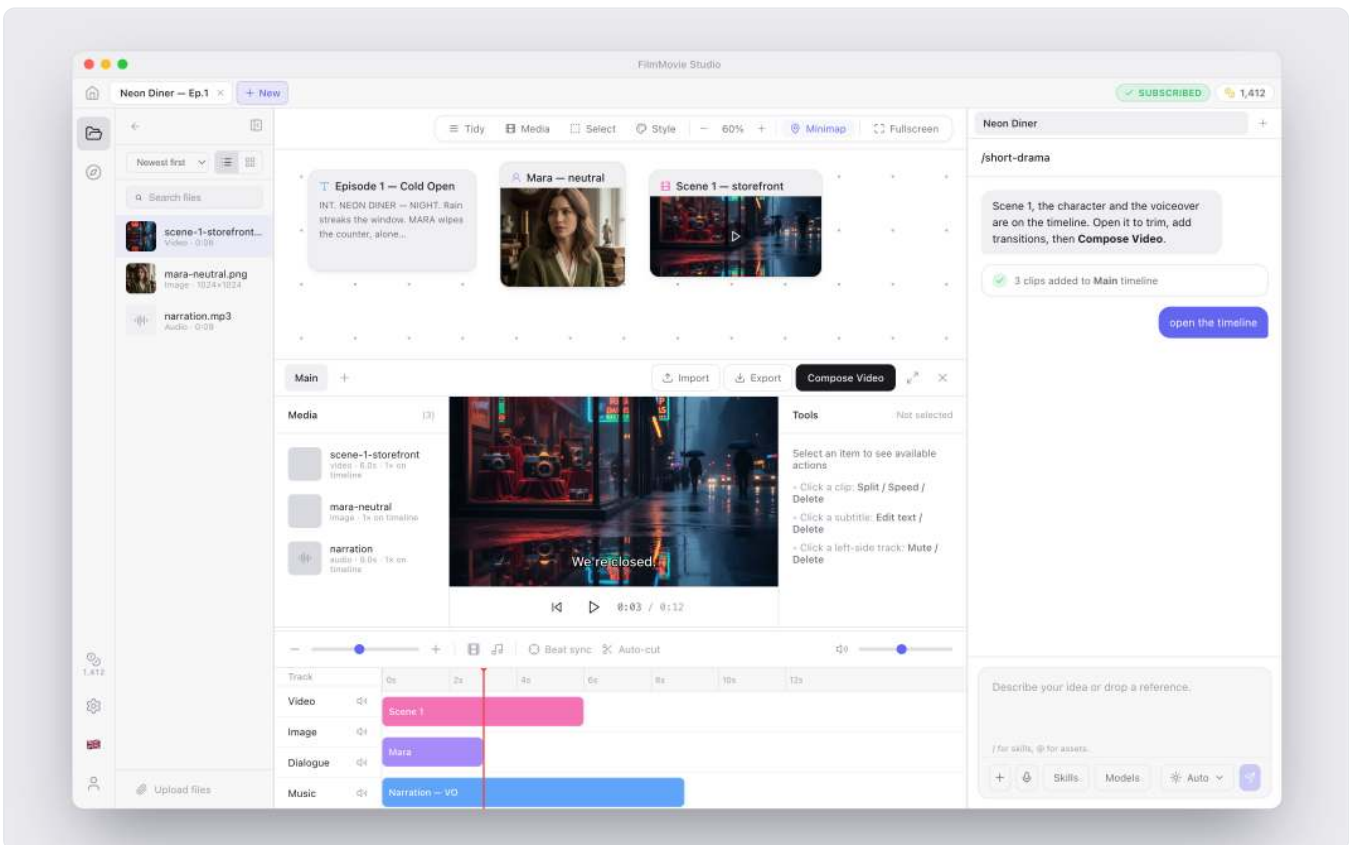 FilmMovie Studio
Neon Diner — Ep.1 ×
+ New
✓ SUBSCRIBED
1,412
Newest first
Search files
scene-1-storefront...
Video · 0:06
mara-neutral.png
Image · 1024×1024
narration.mp3
Audio · 0:09
1,412
Upload files
Tidy
Media
Select
Style
− 60% +
Minimap
Fullscreen
Episode 1 — Cold Open
INT. NEON DINER — NIGHT. Rain
streaks the window. MARA wipes
the counter, alone...
Mara — neutral
Scene 1 — storefront
Main +
Import
Export
Compose Video
Media (3)
scene-1-storefront
video · 6.0s · 1× on
timeline
mara-neutral
image · 1× on timeline
narration
audio · 9.0s · 1× on
timeline
We're closed.
0:03 / 0:12
Tools
Not selected
Select an item to see available
actions
• Click a clip: Split / Speed /
Delete
• Click a subtitle: Edit text /
Delete
• Click a left-side track: Mute /
Delete
Beat sync
Auto-cut
Track
0s 2s 4s 6s 8s 10s 12s
Video
Scene 1
Image
Mara
Dialogue
Music
Narration — VO
Neon Diner +
/short-drama
Scene 1, the character and the voiceover
are on the timeline. Open it to trim, add
transitions, then Compose Video.
3 clips added to Main timeline
open the timeline
Describe your idea or drop a reference.
/ for skills, @ for assets.
+
Skills
Models
Auto